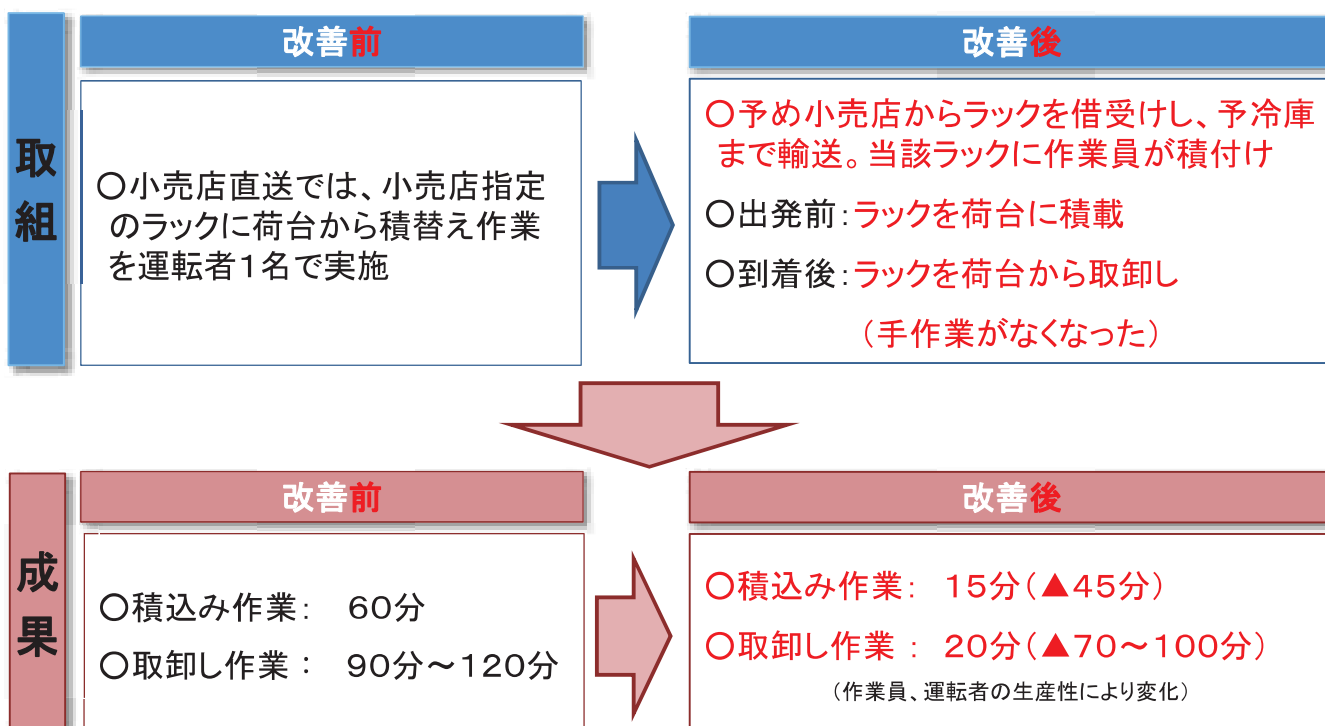 取組
改善前
○小売店直送では、小売店指定
のラックに荷台から積替え作業
を運転者1名で実施
改善後
○予め小売店からラックを借受けし、予冷庫
まで輸送。当該ラックに作業員が積付け
○出発前:ラックを荷台に積載
○到着後:ラックを荷台から取卸し
(手作業がなくなった)
成果
改善前
○積込み作業: 60分
○取卸し作業: 90分~120分
改善後
○積込み作業: 15分(▲45分)
○取卸し作業: 20分(▲70~100分)
(作業員、運転者の生産性により変化)